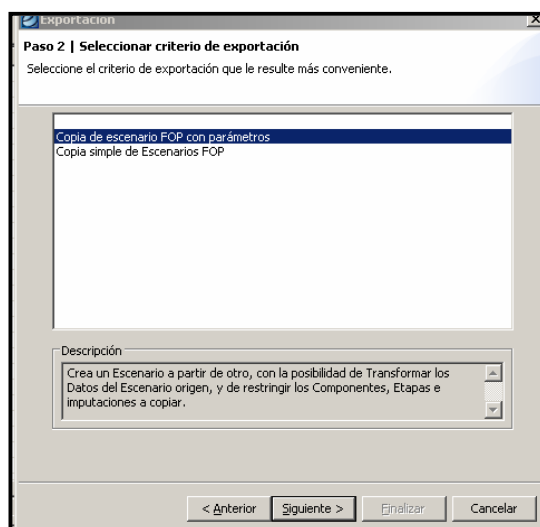 Exportación
Paso 2 | Seleccionar criterio de exportación
Seleccione el criterio de exportación que le resulte más conveniente.
Copia de escenario FOP con parámetros
Copia simple de Escenarios FOP
Descripción
Crea un Escenario a partir de otro, con la posibilidad de Transformar los
Datos del Escenario origen, y de restringir los Componentes, Etapas e
imputaciones a copiar.
< Anterior
Siguiente >
Finalizar
Cancelar